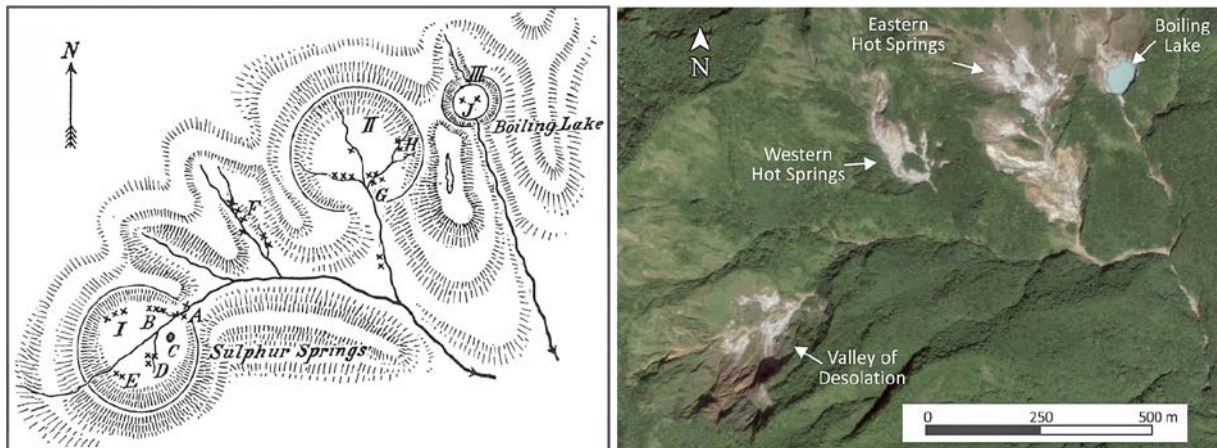 N
III
J
Boiling Lake
II
H
G
F
A
B
I
C
D
E
Sulphur Springs
N
Eastern
Hot Springs
Boiling
Lake
Western
Hot Springs
Valley of
Desolation
0
250
500 m